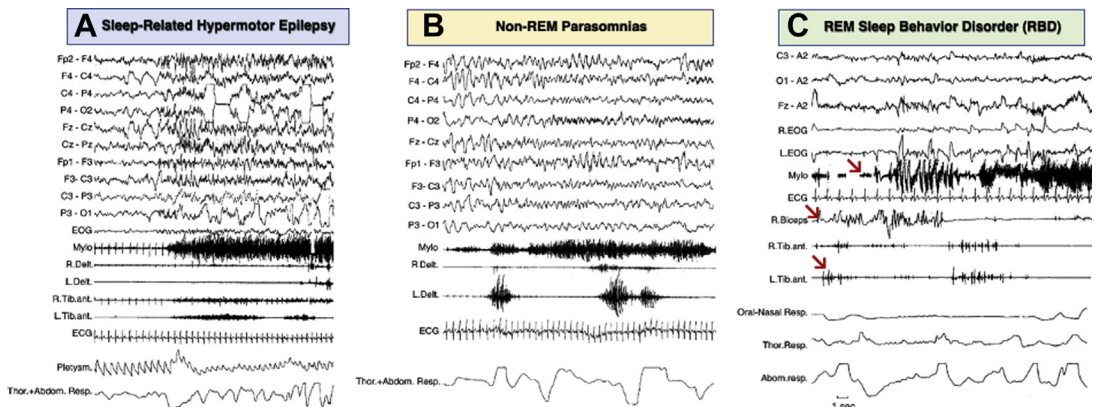 A Sleep-Related Hypermotor Epilepsy
Fp2 - F4
F4 - C4
C4 - P4
P4 - O2
Fz - Cz
Cz - Pz
Fp1 - F3
F3- C3
C3 - P3
P3 - O1
EOG
Mylo
R.Delt.
L.Delt.
R.Tib.ant.
L.Tib.ant.
ECG
Pletysm.
Thor.+Abdom. Resp.
B Non-REM Parasomnias
Fp2 - F4
F4 - C4
C4 - P4
P4 - O2
Fz - Cz
Fp1 - F3
F3- C3
C3 - P3
P3 - O1
Mylo
R.Delt.
L.Delt.
ECG
Thor.+Abdom. Resp.
C REM Sleep Behavior Disorder (RBD)
C3 - A2
O1 - A2
Fz - A2
R.EOG
L.EOG
Mylo
ECG
R.Biceps
R.Tib.ant.
L.Tib.ant.
Oral-Nasal Resp.
Thor.Resp.
Abom.resp.
1 sec